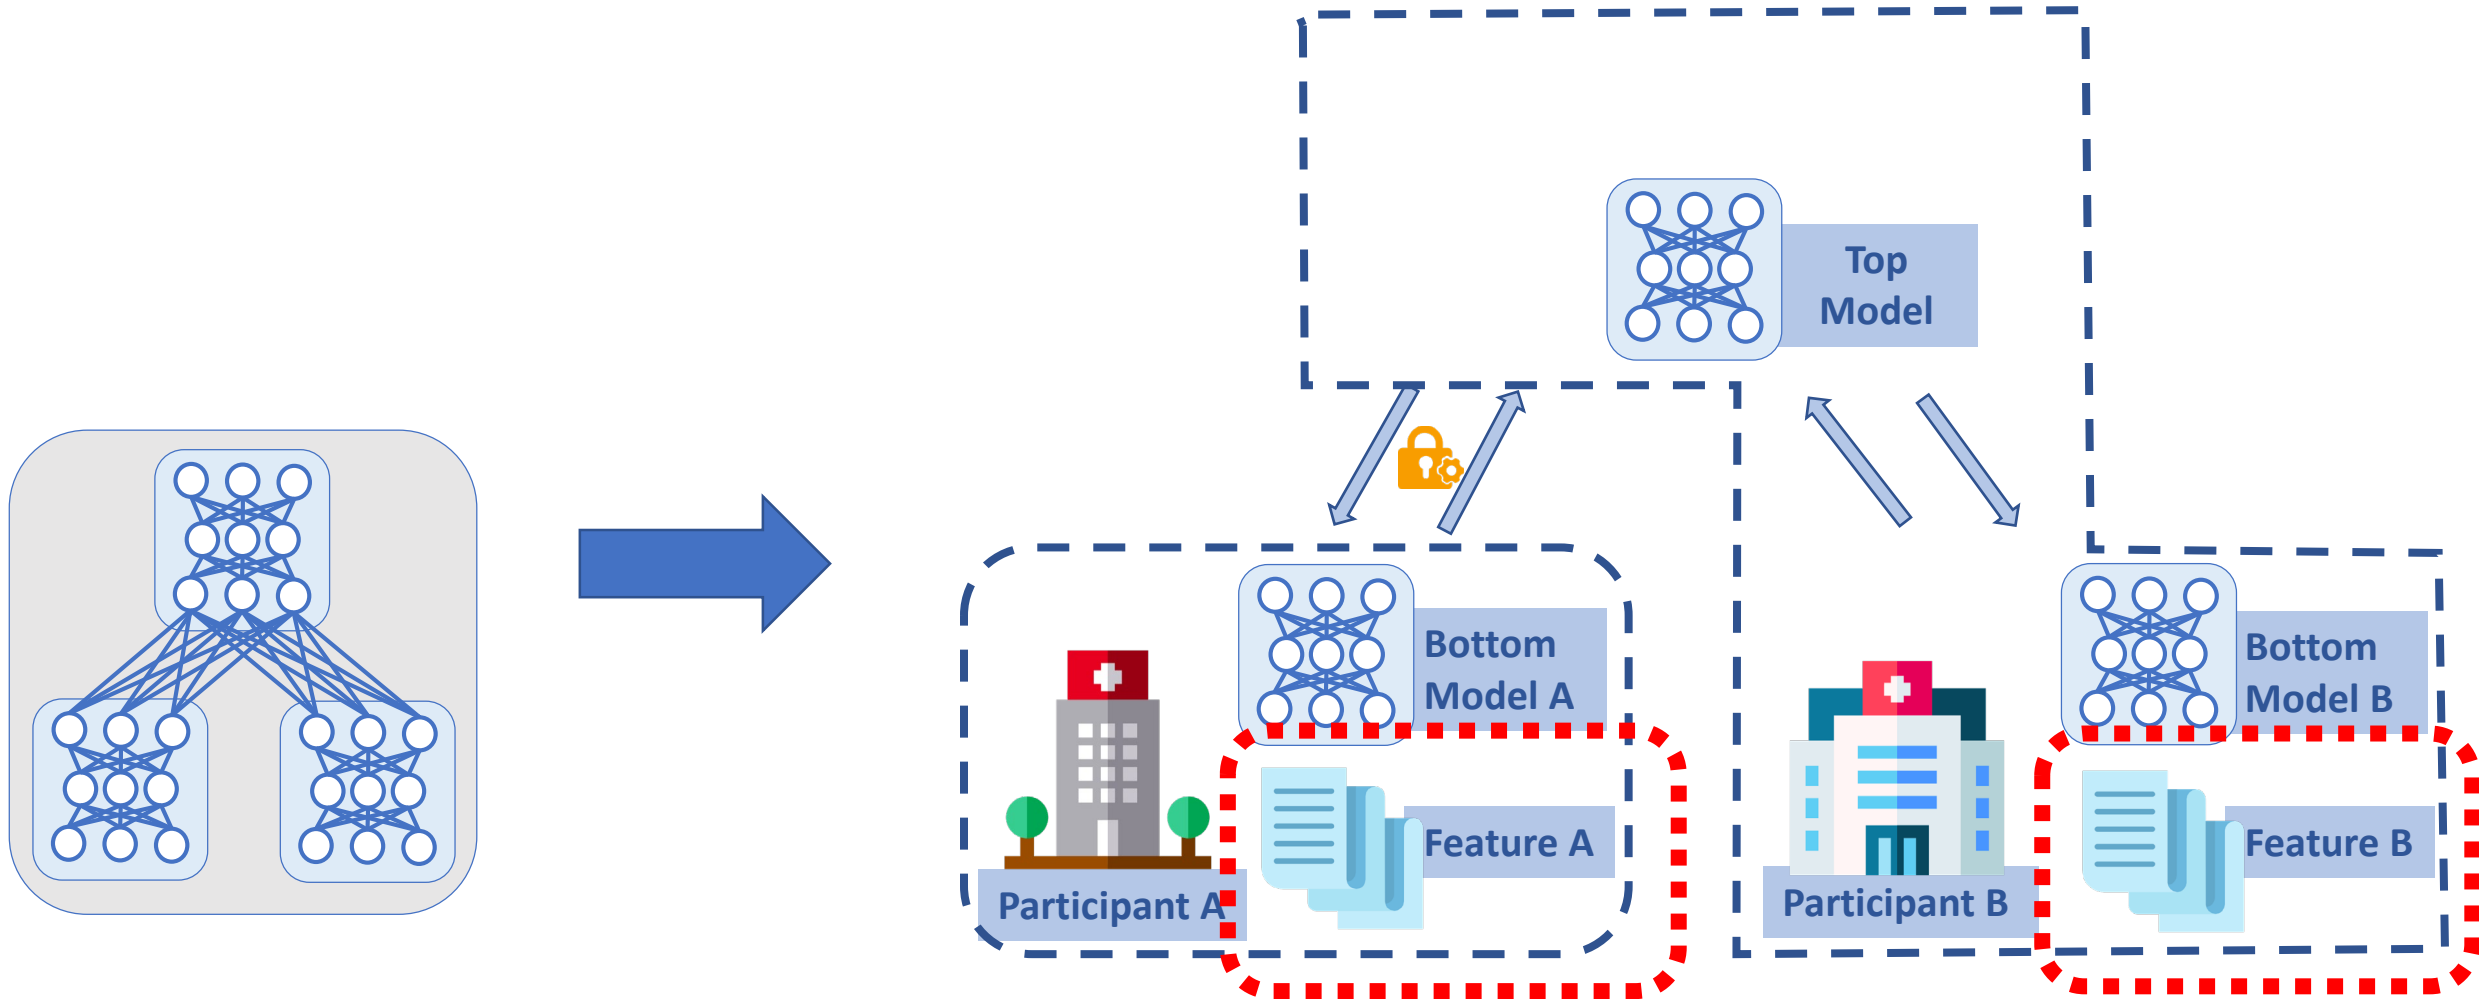 Top
Model
Bottom
Model A
Bottom
Model B
Feature A
Feature B
Participant A
Participant B